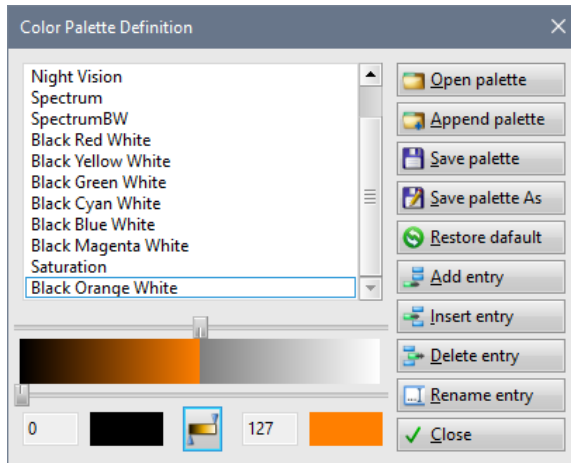 Color Palette Definition
Night Vision
Spectrum
SpectrumBW
Black Red White
Black Yellow White
Black Green White
Black Cyan White
Black Blue White
Black Magenta White
Saturation
Black Orange White
0
127
Open palette
Append palette
Save palette
Save palette As
Restore dafault
Add entry
Insert entry
Delete entry
Rename entry
Close